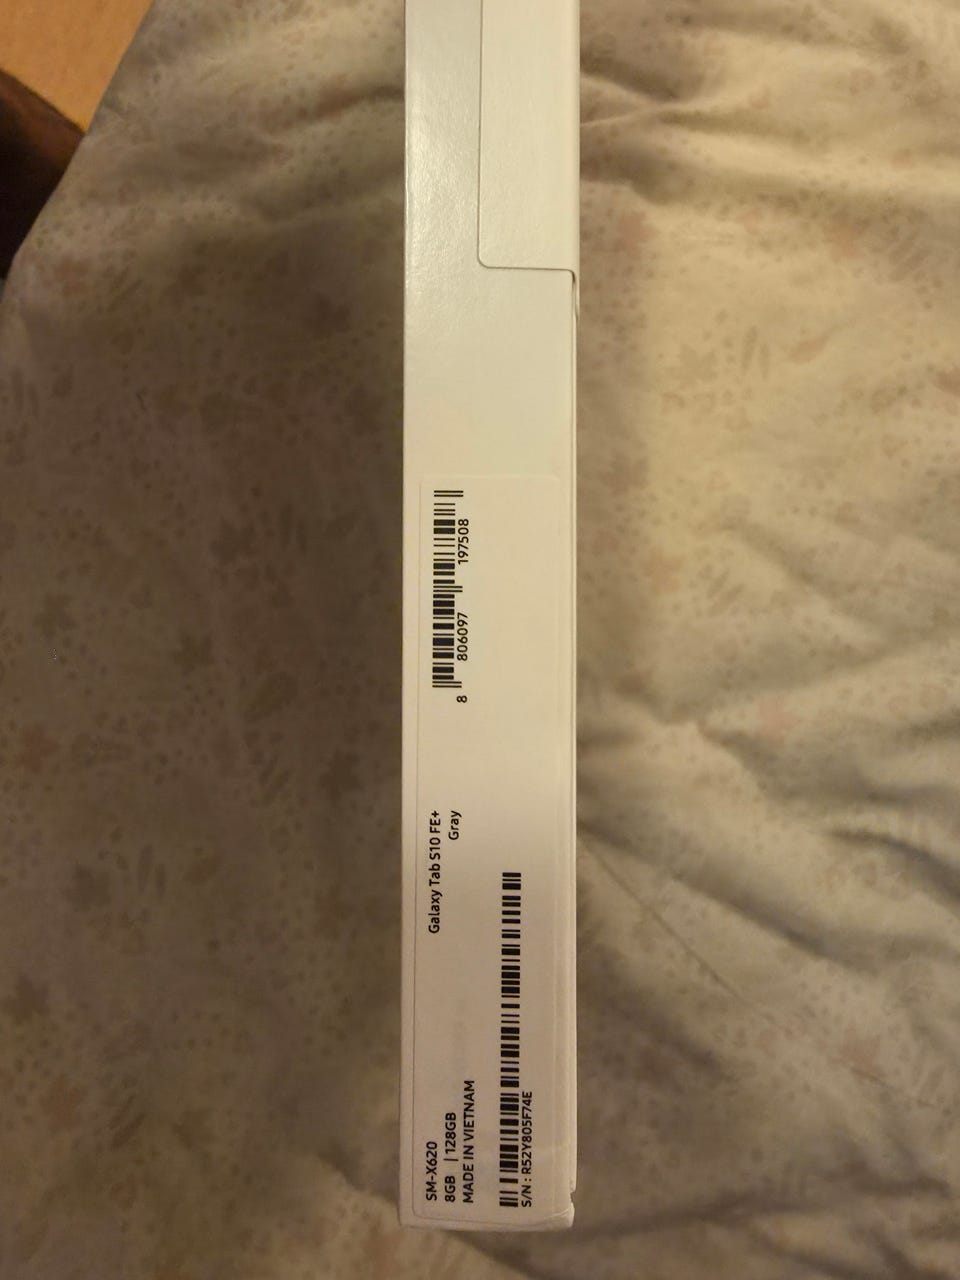 SM-X620
8GB | 128GB
MADE IN VIETNAM
Galaxy Tab S10 FE+
Gray
8 806097 197508
S/N : R52Y805F74E